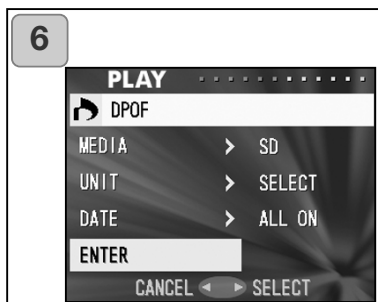 6
PLAY
DPOF
MEDIA > SD
UNIT > SELECT
DATE > ALL ON
ENTER
CANCEL ◀ ▶ SELECT